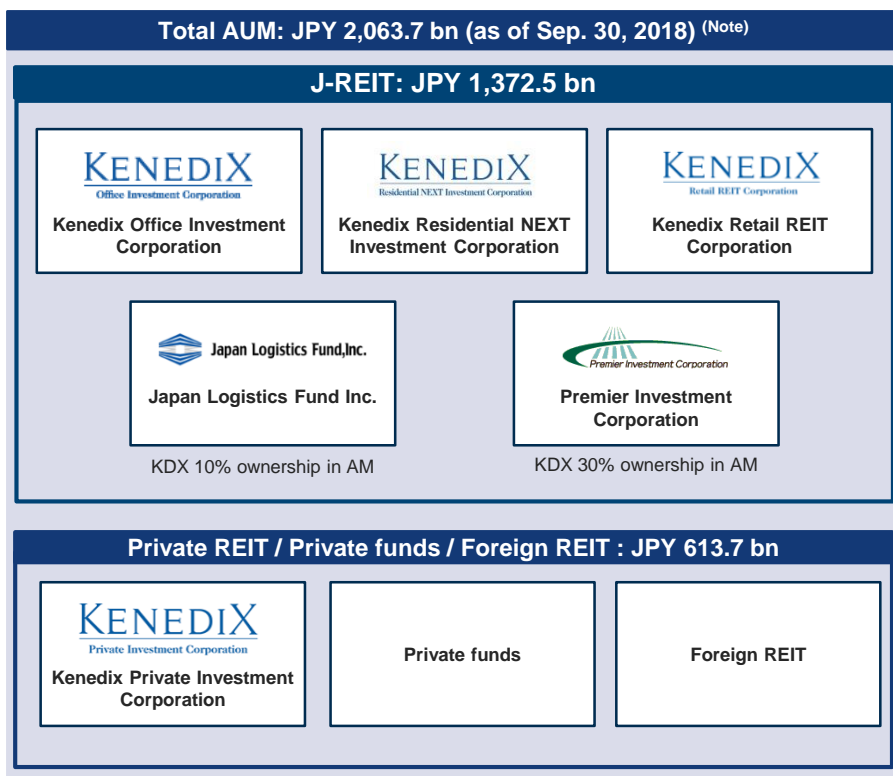 Total AUM: JPY 2,063.7 bn (as of Sep. 30, 2018) (Note)
J-REIT: JPY 1,372.5 bn
KENEDIX
Office Investment Corporation
Kenedix Office Investment
Corporation
KENEDIX
Residential NEXT Investment Corporation
Kenedix Residential NEXT
Investment Corporation
KENEDIX
Retail REIT Corporation
Kenedix Retail REIT
Corporation
Japan Logistics Fund,Inc.
Japan Logistics Fund Inc.
KDX 10% ownership in AM
Premier Investment Corporation
Premier Investment
Corporation
KDX 30% ownership in AM
Private REIT / Private funds / Foreign REIT : JPY 613.7 bn
KENEDIX
Private Investment Corporation
Kenedix Private Investment
Corporation
Private funds
Foreign REIT